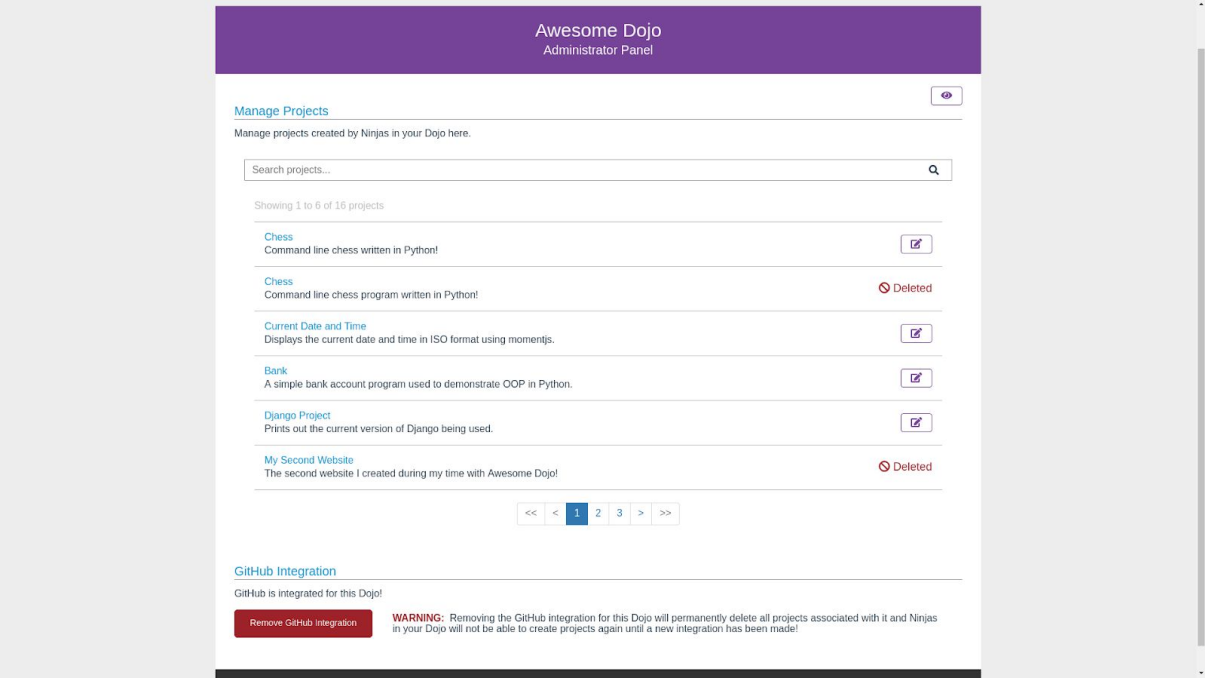 Awesome Dojo
Administrator Panel
Manage Projects
Manage projects created by Ninjas in your Dojo here.
Search projects...
Showing 1 to 6 of 16 projects
Chess
Command line chess written in Python!
Chess
Command line chess program written in Python!
Deleted
Current Date and Time
Displays the current date and time in ISO format using momentjs.
Bank
A simple bank account program used to demonstrate OOP in Python.
Django Project
Prints out the current version of Django being used.
My Second Website
The second website I created during my time with Awesome Dojo!
Deleted
<< < 1 2 3 > >>
GitHub Integration
GitHub is integrated for this Dojo!
Remove GitHub Integration
WARNING: Removing the GitHub integration for this Dojo will permanently delete all projects associated with it and Ninjas
in your Dojo will not be able to create projects again until a new integration has been made!